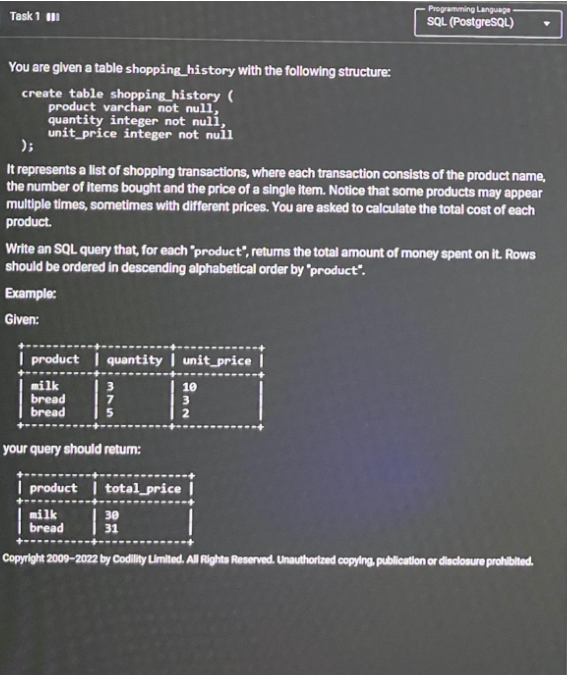 Task 1
Programming Language
SQL (PostgreSQL)
You are given a table shopping_history with the following structure:
create table shopping_history (
product varchar not null,
quantity integer not null,
unit_price integer not null
);
It represents a list of shopping transactions, where each transaction consists of the product name,
the number of items bought and the price of a single item. Notice that some products may appear
multiple times, sometimes with different prices. You are asked to calculate the total cost of each
product.
Write an SQL query that, for each "product", returns the total amount of money spent on it. Rows
should be ordered in descending alphabetical order by "product".
Example:
Given:
+---------+----------+------------+
| product | quantity | unit_price |
+---------+----------+------------+
| milk | 3 | 10 |
| bread | 7 | 3 |
| bread | 5 | 2 |
+---------+----------+------------+
your query should return:
+---------+-------------+
| product | total_price |
+---------+-------------+
| milk | 30 |
| bread | 31 |
+---------+-------------+
Copyright 2009–2022 by Codility Limited. All Rights Reserved. Unauthorized copying, publication or disclosure prohibited.